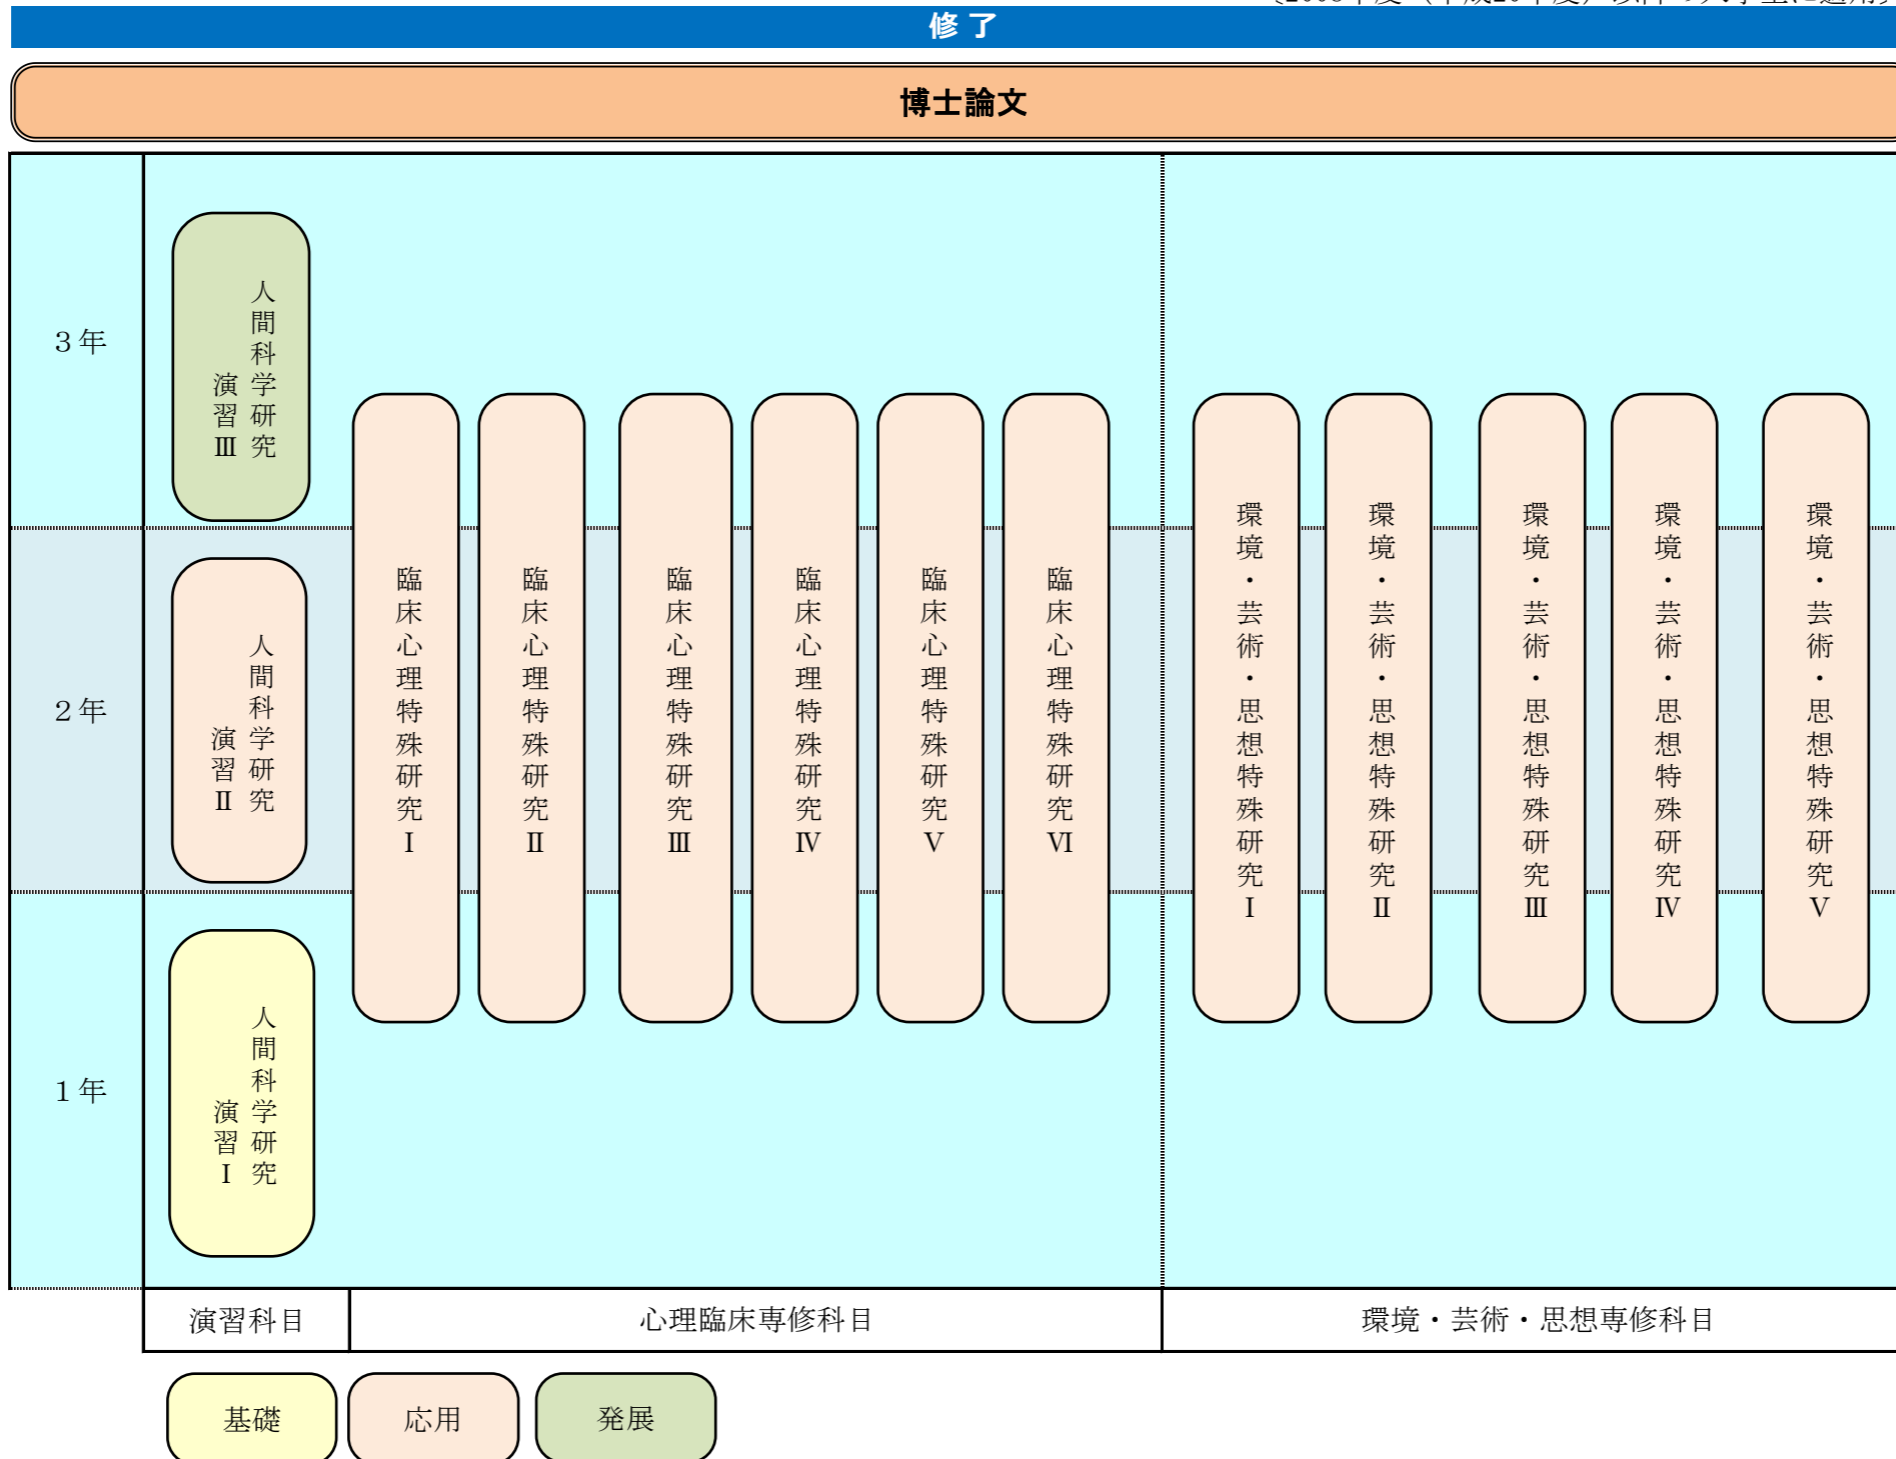 修 了
博士論文
3年
人間科学研究
演習Ⅲ
2年
人間科学研究
演習Ⅱ
1年
人間科学研究
演習Ⅰ
臨床心理特殊研究Ⅰ
臨床心理特殊研究Ⅱ
臨床心理特殊研究Ⅲ
臨床心理特殊研究Ⅳ
臨床心理特殊研究Ⅴ
臨床心理特殊研究Ⅵ
環境・芸術・思想特殊研究Ⅰ
環境・芸術・思想特殊研究Ⅱ
環境・芸術・思想特殊研究Ⅲ
環境・芸術・思想特殊研究Ⅳ
環境・芸術・思想特殊研究Ⅴ
演習科目
心理臨床専修科目
環境・芸術・思想専修科目
基礎
応用
発展